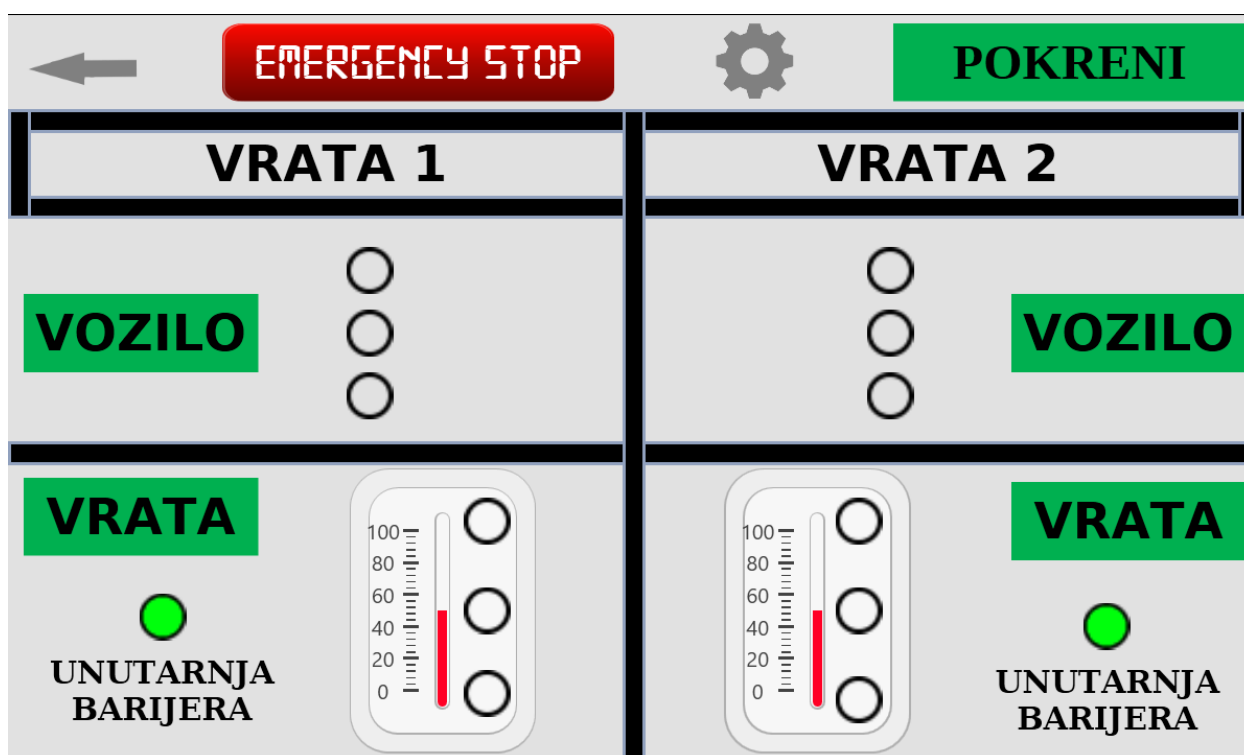 EMERGENCY STOP
POKRENI
VRATA 1
VRATA 2
VOZILO
VOZILO
VRATA
100
80
60
40
20
0
100
80
60
40
20
0
VRATA
UNUTARNJA
BARIJERA
UNUTARNJA
BARIJERA